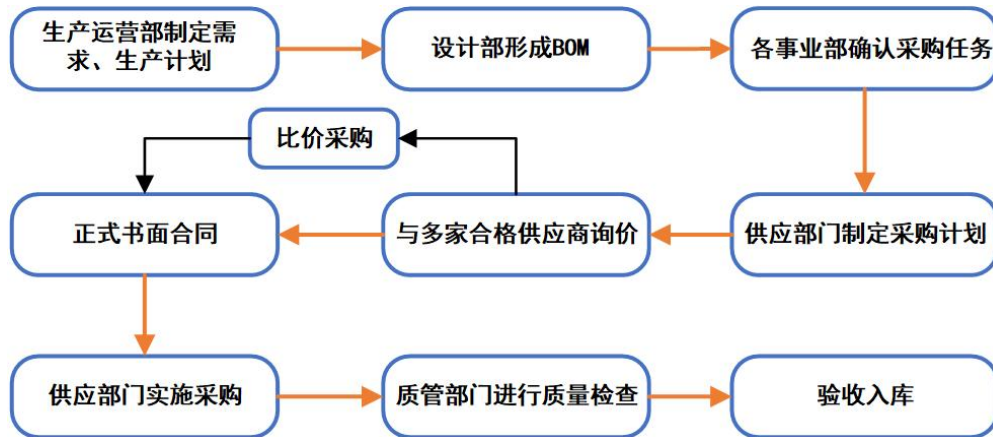 生产运营部制定需
求、生产计划
设计部形成BOM
各事业部确认采购任务
比价采购
正式书面合同
与多家合格供应商询价
供应部门制定采购计划
供应部门实施采购
质管部门进行质量检查
验收入库